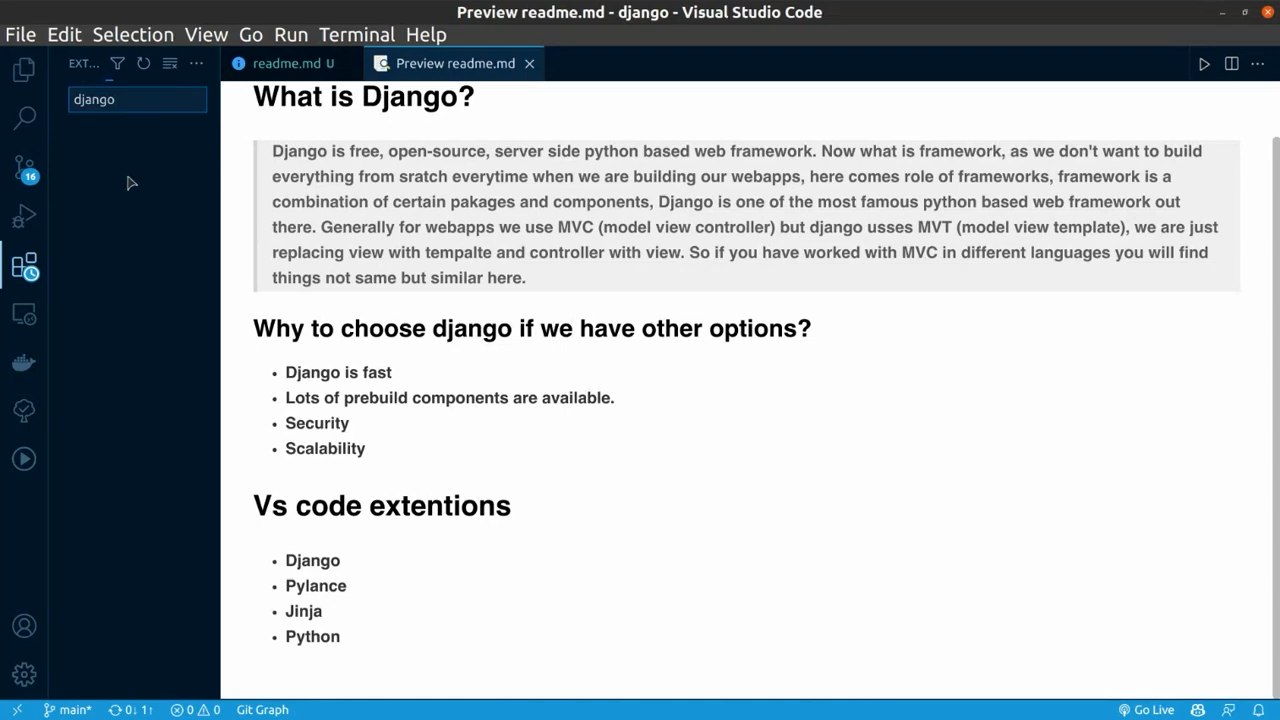 Preview readme.md - django - Visual Studio Code
File Edit Selection View Go Run Terminal Help
EXT... ...
readme.md U
Preview readme.md
django
16
What is Django?
Django is free, open-source, server side python based web framework. Now what is framework, as we don't want to build
everything from sratch everytime when we are building our webapps, here comes role of frameworks, framework is a
combination of certain pakages and components, Django is one of the most famous python based web framework out
there. Generally for webapps we use MVC (model view controller) but django usses MVT (model view template), we are just
replacing view with tempalte and controller with view. So if you have worked with MVC in different languages you will find
things not same but similar here.
Why to choose django if we have other options?
• Django is fast
• Lots of prebuild components are available.
• Security
• Scalability
Vs code extentions
• Django
• Pylance
• Jinja
• Python
main* 0↓ 1↑ 0 0 Git Graph
Go Live